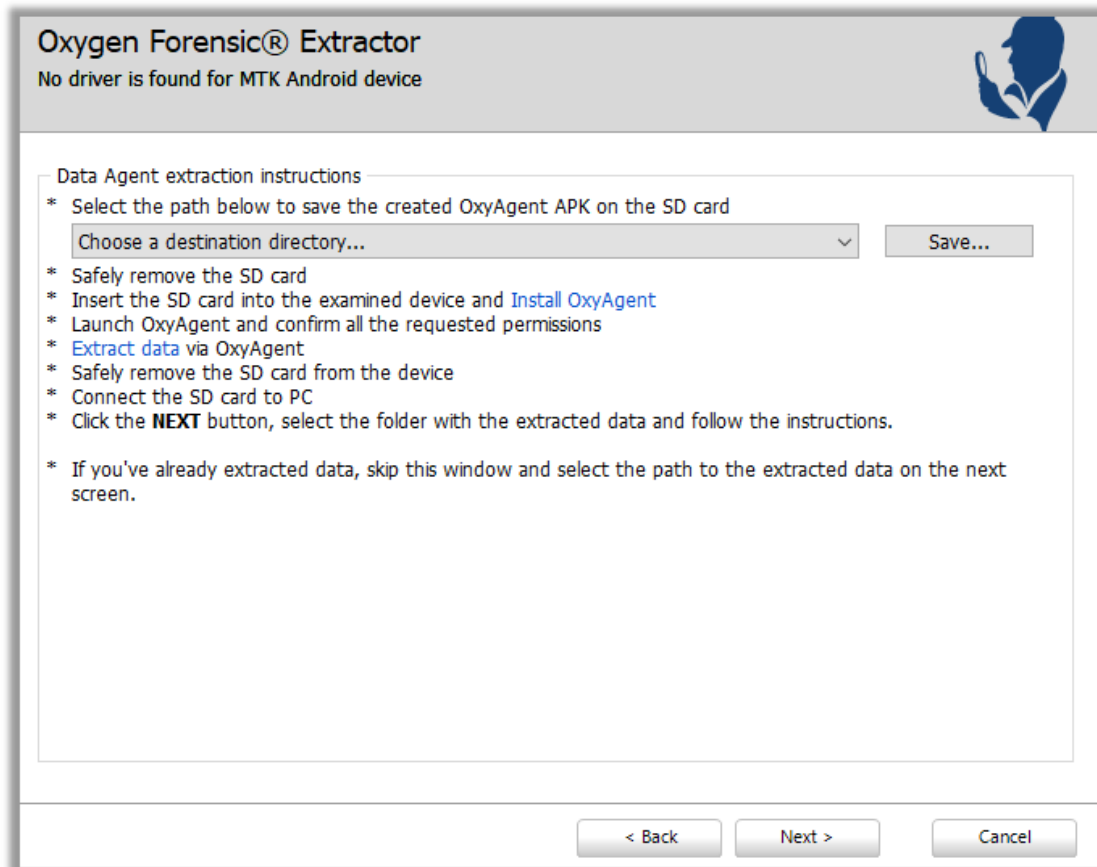 Oxygen Forensic® Extractor
No driver is found for MTK Android device
Data Agent extraction instructions
* Select the path below to save the created OxyAgent APK on the SD card
Choose a destination directory...
Save...
* Safely remove the SD card
* Insert the SD card into the examined device and Install OxyAgent
* Launch OxyAgent and confirm all the requested permissions
* Extract data via OxyAgent
* Safely remove the SD card from the device
* Connect the SD card to PC
* Click the NEXT button, select the folder with the extracted data and follow the instructions.
* If you've already extracted data, skip this window and select the path to the extracted data on the next
screen.
< Back
Next >
Cancel